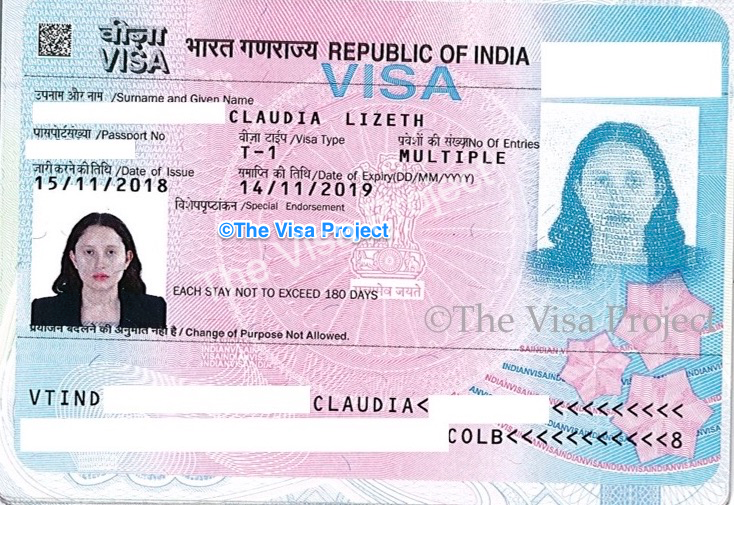 वीज़ा
VISA
भारत गणराज्य REPUBLIC OF INDIA
VISA
उपनाम और नाम /Surname and Given Name
CLAUDIA LIZETH
पासपोर्टसंख्या /Passport No
वीज़ा टाईप /Visa Type
प्रवेशों की संख्या/No Of Entries
T-1
MULTIPLE
जारी करने की तिथि /Date of Issue
समाप्ति की तिथि /Date of Expiry(DD/MM/YYYY)
15/11/2018
14/11/2019
विशेषपृष्टांकन /Special Endorsement
©The Visa Project
EACH STAY NOT TO EXCEED 180 DAYS
सत्यमेव जयते
©The Visa Project
प्रयोजन बदलने की अनुमति नहीं है / Change of Purpose Not Allowed.
VTIND
CLAUDIA<
<<<<<<<<<
COLB<<<<<<<<<<<<8